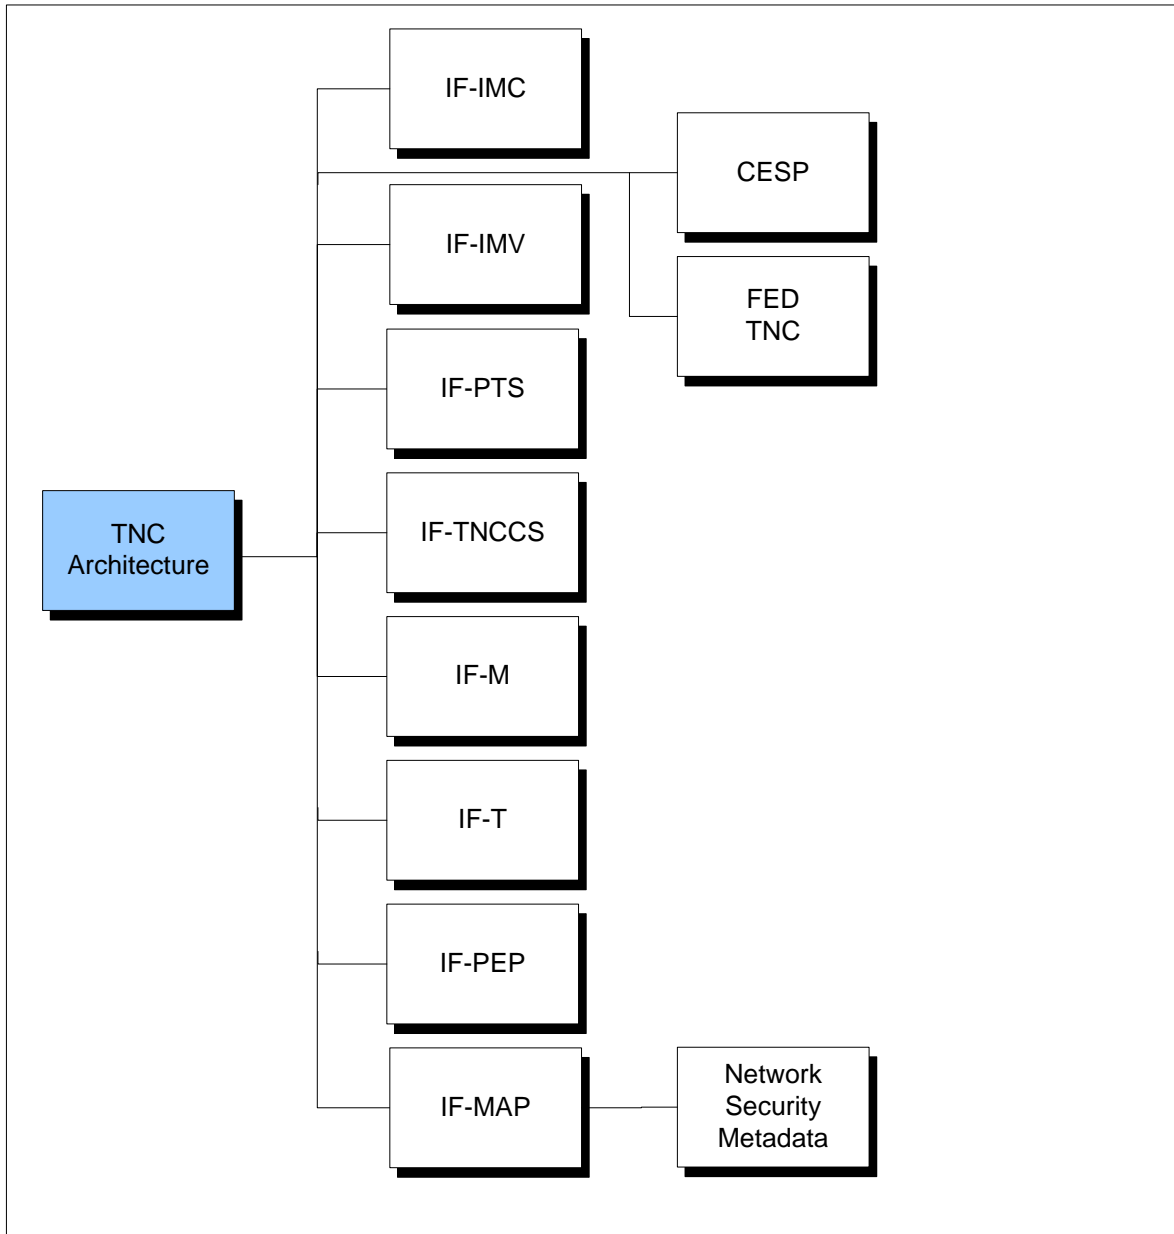 IF-IMC
CESP
IF-IMV
FED
TNC
IF-PTS
IF-TNCCS
TNC
Architecture
IF-M
IF-T
IF-PEP
IF-MAP
Network
Security
Metadata